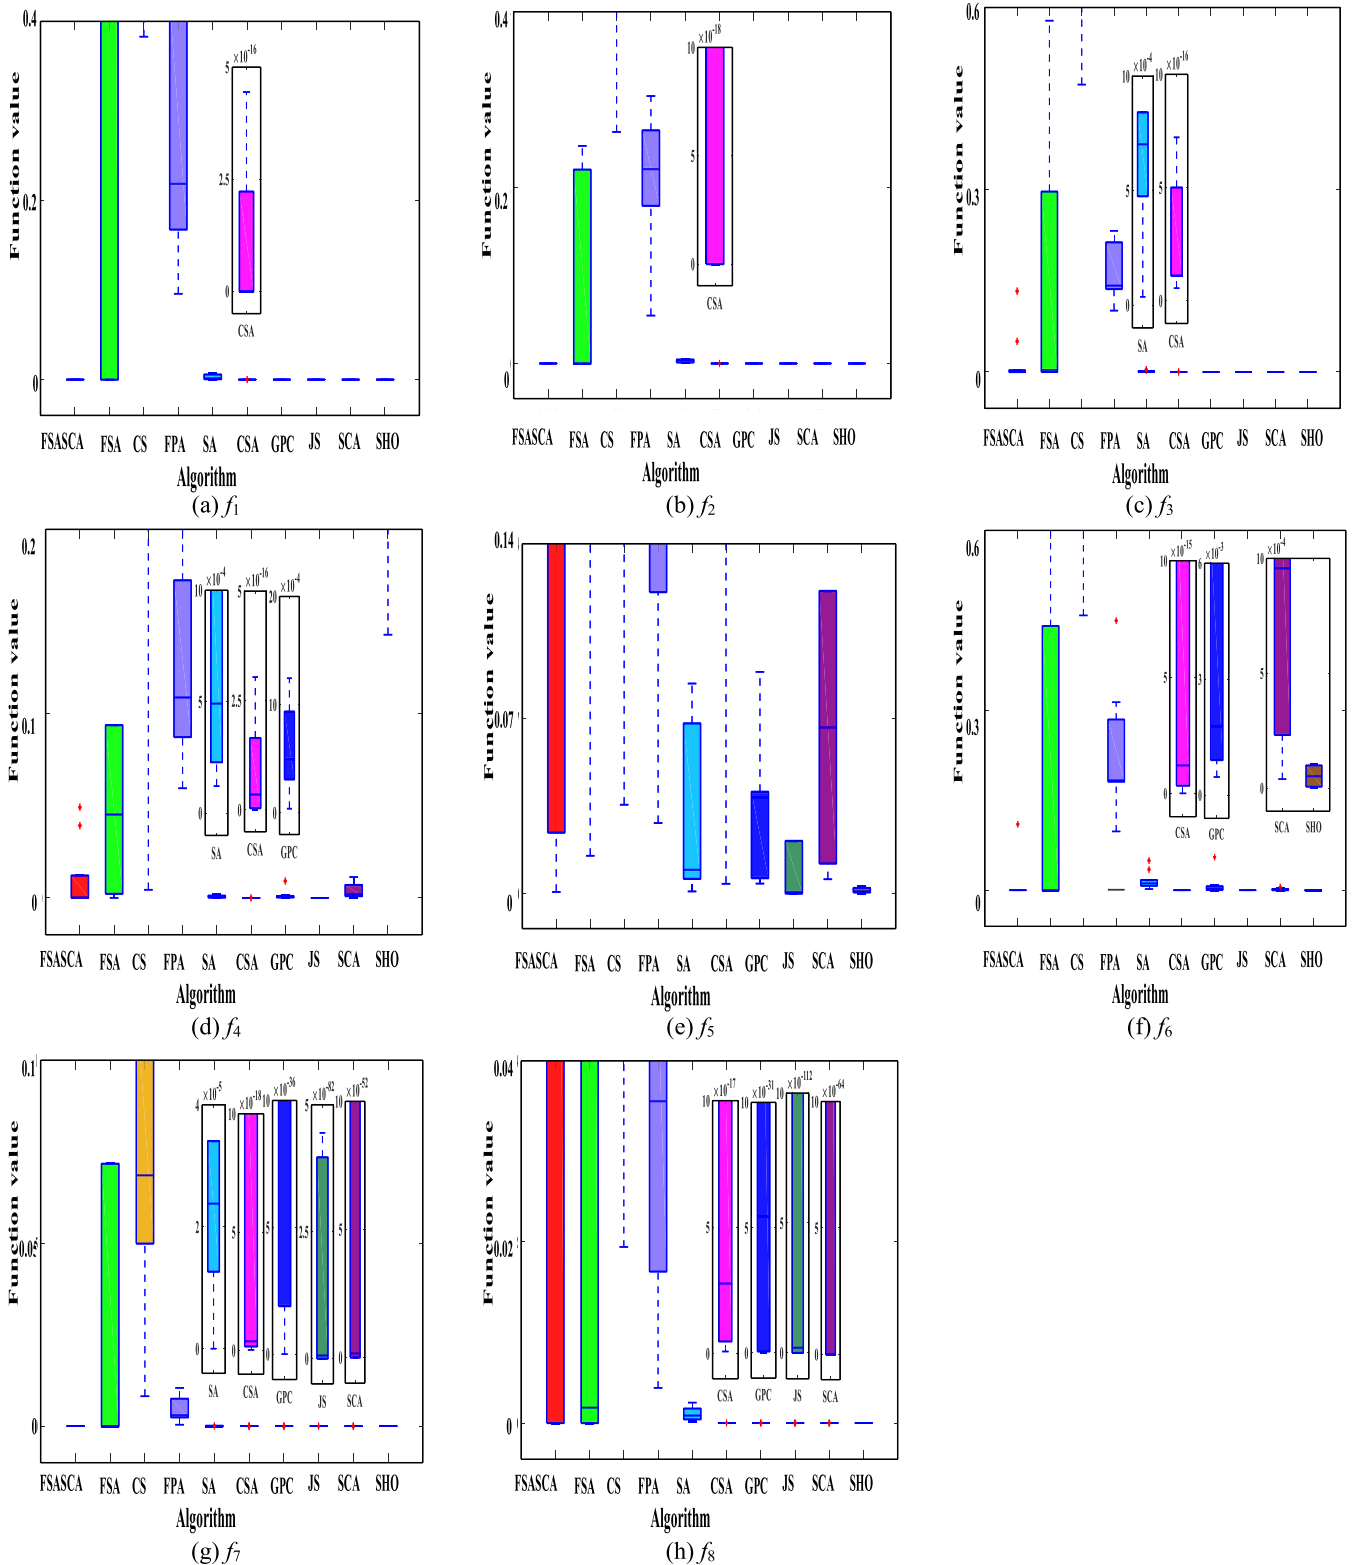 0.4
0.2
0
Function value
×10-16
5
2.5
0
CSA
FSASCA FSA CS FPA SA CSA GPC JS SCA SHO
Algorithm
(a) f1
0.4
0.2
0
Function value
×10-18
10
5
0
CSA
FSASCA FSA CS FPA SA CSA GPC JS SCA SHO
Algorithm
(b) f2
0.6
0.3
0
Function value
×10-4
10
5
0
SA
×10-16
10
5
0
CSA
FSASCA FSA CS FPA SA CSA GPC JS SCA SHO
Algorithm
(c) f3
0.2
0.1
0
Function value
×10-4
10
5
0
SA
×10-16
5
2.5
0
CSA
×10-4
20
10
0
GPC
FSASCA FSA CS FPA SA CSA GPC JS SCA SHO
Algorithm
(d) f4
0.14
0.07
0
Function value
FSASCA FSA CS FPA SA CSA GPC JS SCA SHO
Algorithm
(e) f5
0.6
0.3
0
Function value
×10-15
10
5
0
CSA
×10-3
6
3
0
GPC
×10-4
10
5
0
SCA SHO
FSASCA FSA CS FPA SA CSA GPC JS SCA SHO
Algorithm
(f) f6
0.1
0.05
0
Function value
×10-5
4
2
0
SA
×10-18
10
5
0
CSA
×10-36
10
5
0
GPC
×10-82
5
2.5
0
JS
×10-52
10
5
0
SCA
FSASCA FSA CS FPA SA CSA GPC JS SCA SHO
Algorithm
(g) f7
0.04
0.02
0
Function value
×10-17
10
5
0
CSA
×10-31
10
5
0
GPC
×10-112
10
5
0
JS
×10-64
10
5
0
SCA
FSASCA FSA CS FPA SA CSA GPC JS SCA SHO
Algorithm
(h) f8